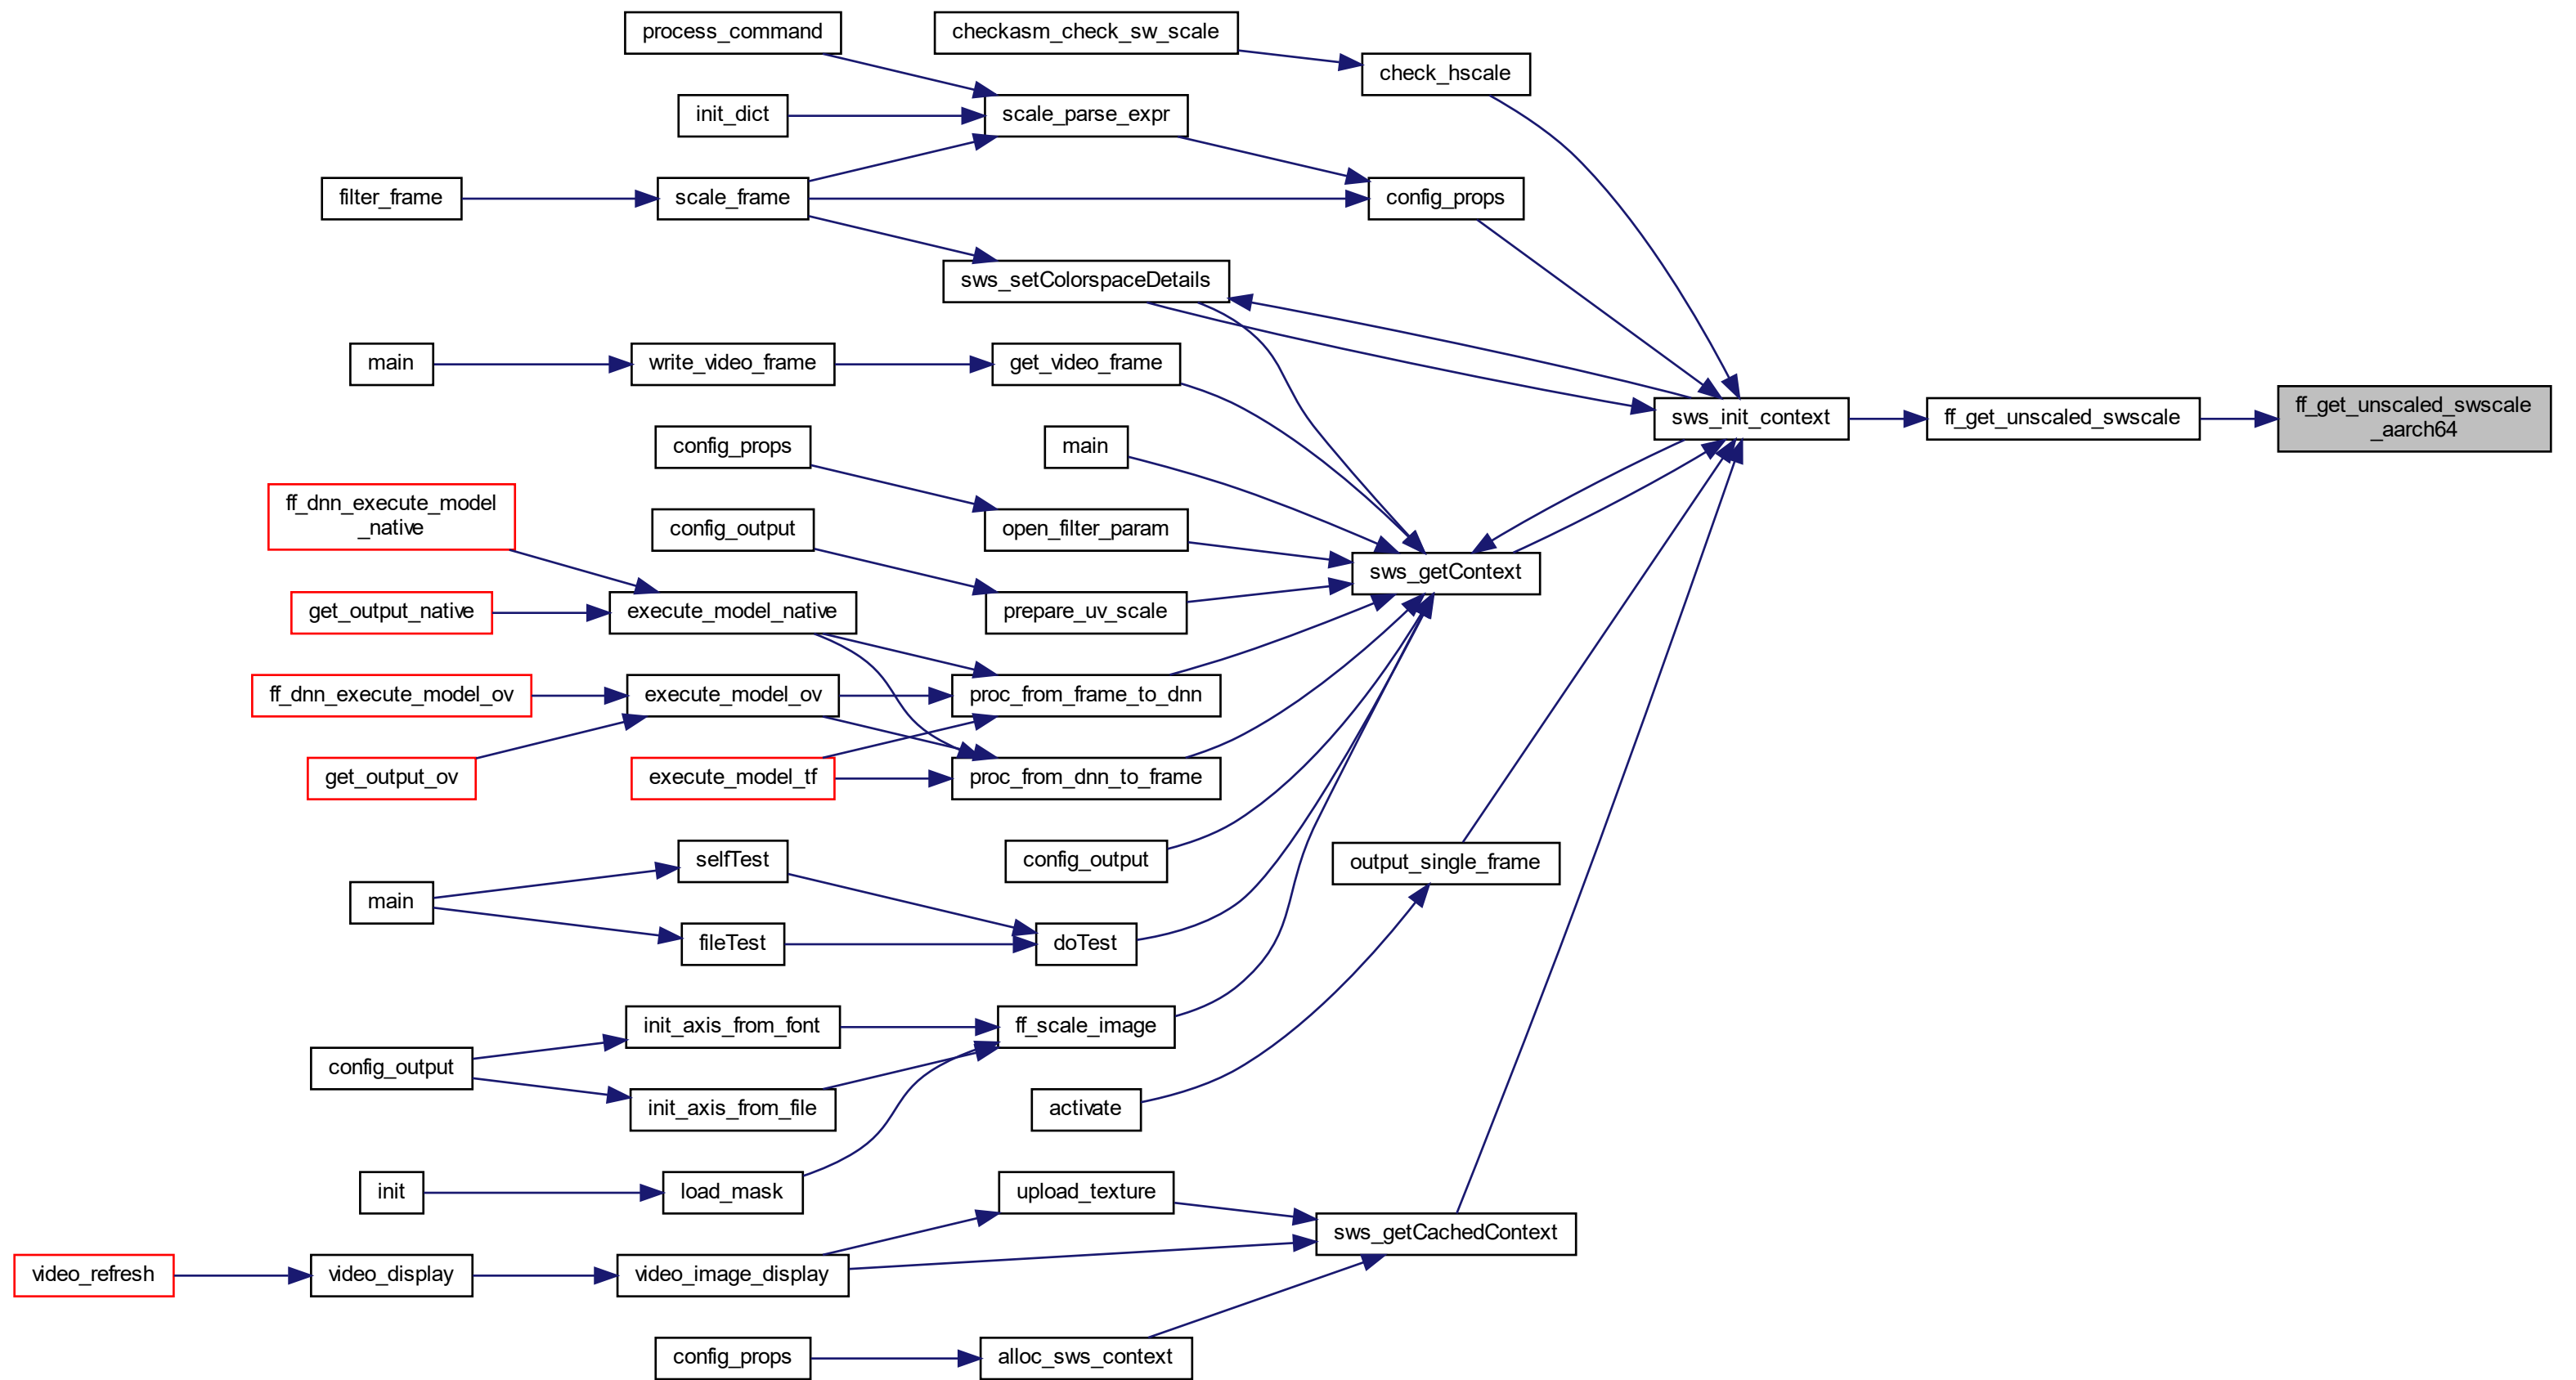 process_command
checkasm_check_sw_scale
check_hscale
init_dict
scale_parse_expr
filter_frame
scale_frame
config_props
sws_setColorspaceDetails
main
write_video_frame
get_video_frame
sws_init_context
ff_get_unscaled_swscale
ff_get_unscaled_swscale
_aarch64
config_props
main
ff_dnn_execute_model
_native
config_output
open_filter_param
sws_getContext
get_output_native
execute_model_native
prepare_uv_scale
ff_dnn_execute_model_ov
execute_model_ov
proc_from_frame_to_dnn
get_output_ov
execute_model_tf
proc_from_dnn_to_frame
selfTest
config_output
output_single_frame
main
fileTest
doTest
init_axis_from_font
ff_scale_image
config_output
init_axis_from_file
activate
init
load_mask
upload_texture
sws_getCachedContext
video_refresh
video_display
video_image_display
config_props
alloc_sws_context